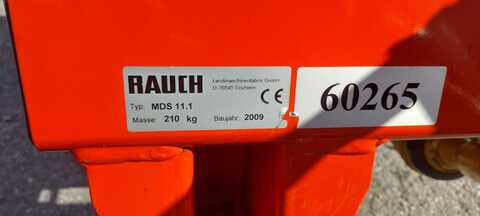 RAUCH
Landmaschinenfabrik GmbH
D-76545 Sinzheim
CE
Typ: MDS 11.1
Masse: 210 kg Baujahr: 2009
60265